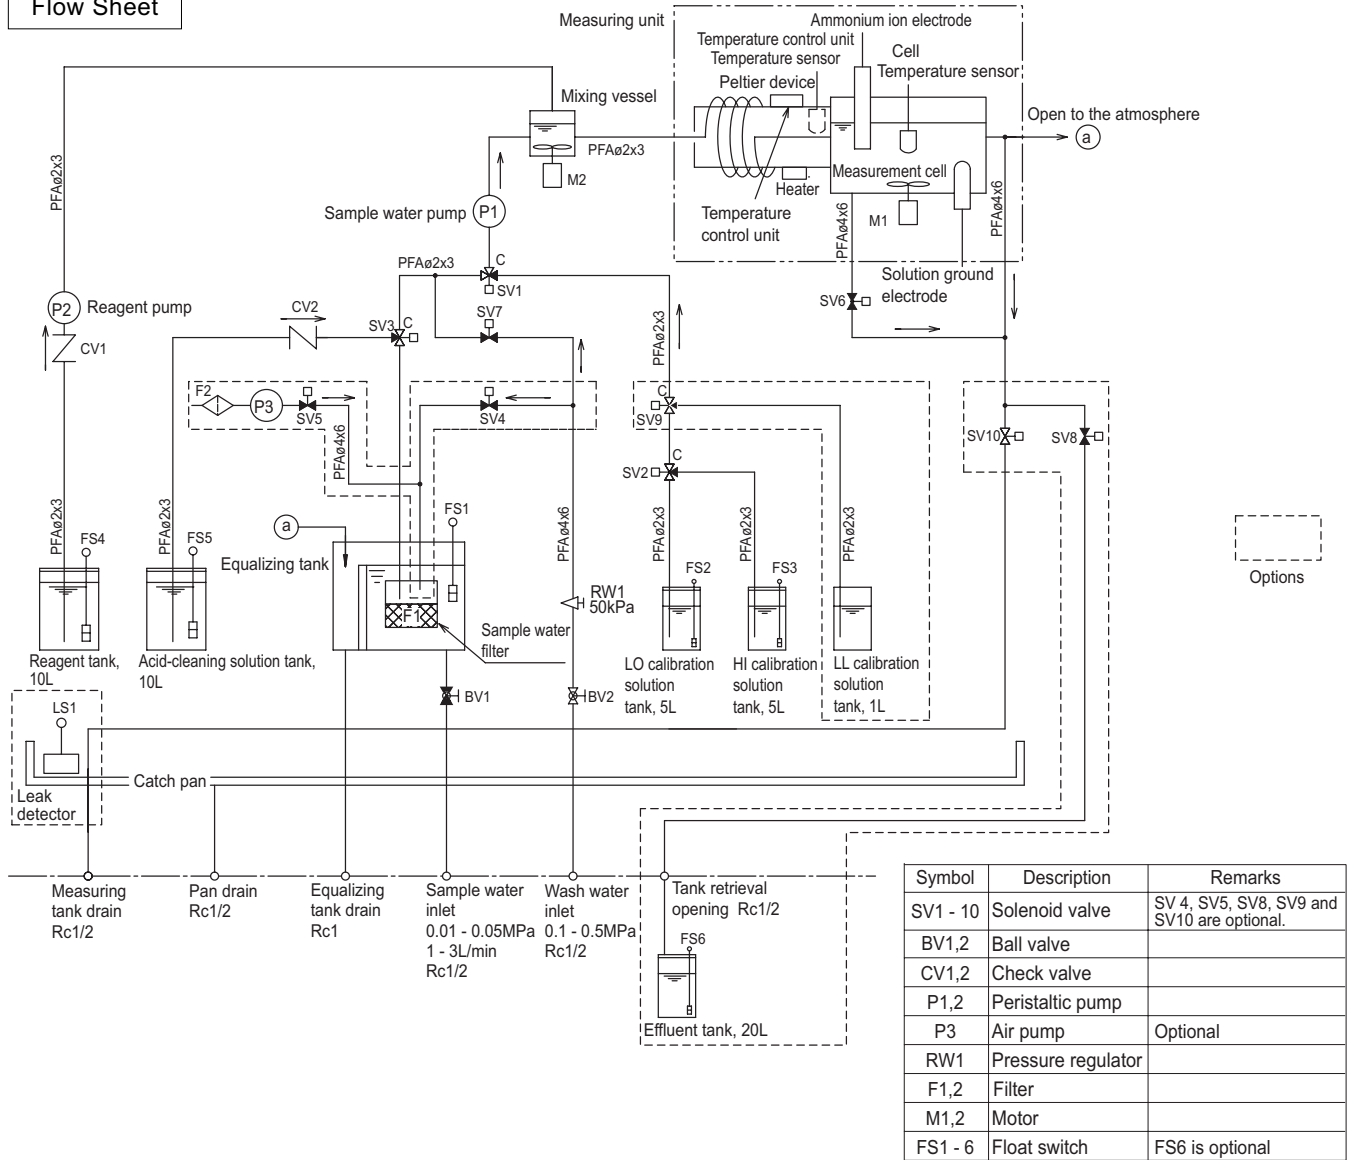 Flow Sheet
Measuring unit
Ammonium ion electrode
Temperature control unit
Temperature sensor
Cell
Temperature sensor
Peltier device
Mixing vessel
Open to the atmosphere
a
PFAø2x3
PFAø2x3
M2
Measurement cell
Heater
Sample water pump
P1
Temperature
control unit
M1
PFAø4x6
PFAø4x6
Solution ground
electrode
PFAø2x3
C
SV1
SV6
P2
Reagent pump
CV1
CV2
SV3
C
SV7
PFAø2x3
F2
P3
SV5
SV4
C
SV9
SV10
SV8
PFAø4x6
SV2
C
PFAø2x3
FS4
PFAø2x3
FS5
a
FS1
PFAø4x6
PFAø2x3
FS2
PFAø2x3
FS3
PFAø2x3
Options
Equalizing tank
F1
RW1
50kPa
Sample water
filter
Reagent tank,
10L
Acid-cleaning solution tank,
10L
LO calibration
solution
tank, 5L
HI calibration
solution
tank, 5L
LL calibration
solution
tank, 1L
BV1
BV2
LS1
Leak
detector
Catch pan
Measuring
tank drain
Rc1/2
Pan drain
Rc1/2
Equalizing
tank drain
Rc1
Sample water
inlet
0.01 - 0.05MPa
1 - 3L/min
Rc1/2
Wash water
inlet
0.1 - 0.5MPa
Rc1/2
Tank retrieval
opening Rc1/2
FS6
Effluent tank, 20L
Symbol Description Remarks
SV1 - 10 Solenoid valve SV 4, SV5, SV8, SV9 and
SV10 are optional.
BV1,2 Ball valve
CV1,2 Check valve
P1,2 Peristaltic pump
P3 Air pump Optional
RW1 Pressure regulator
F1,2 Filter
M1,2 Motor
FS1 - 6 Float switch FS6 is optional